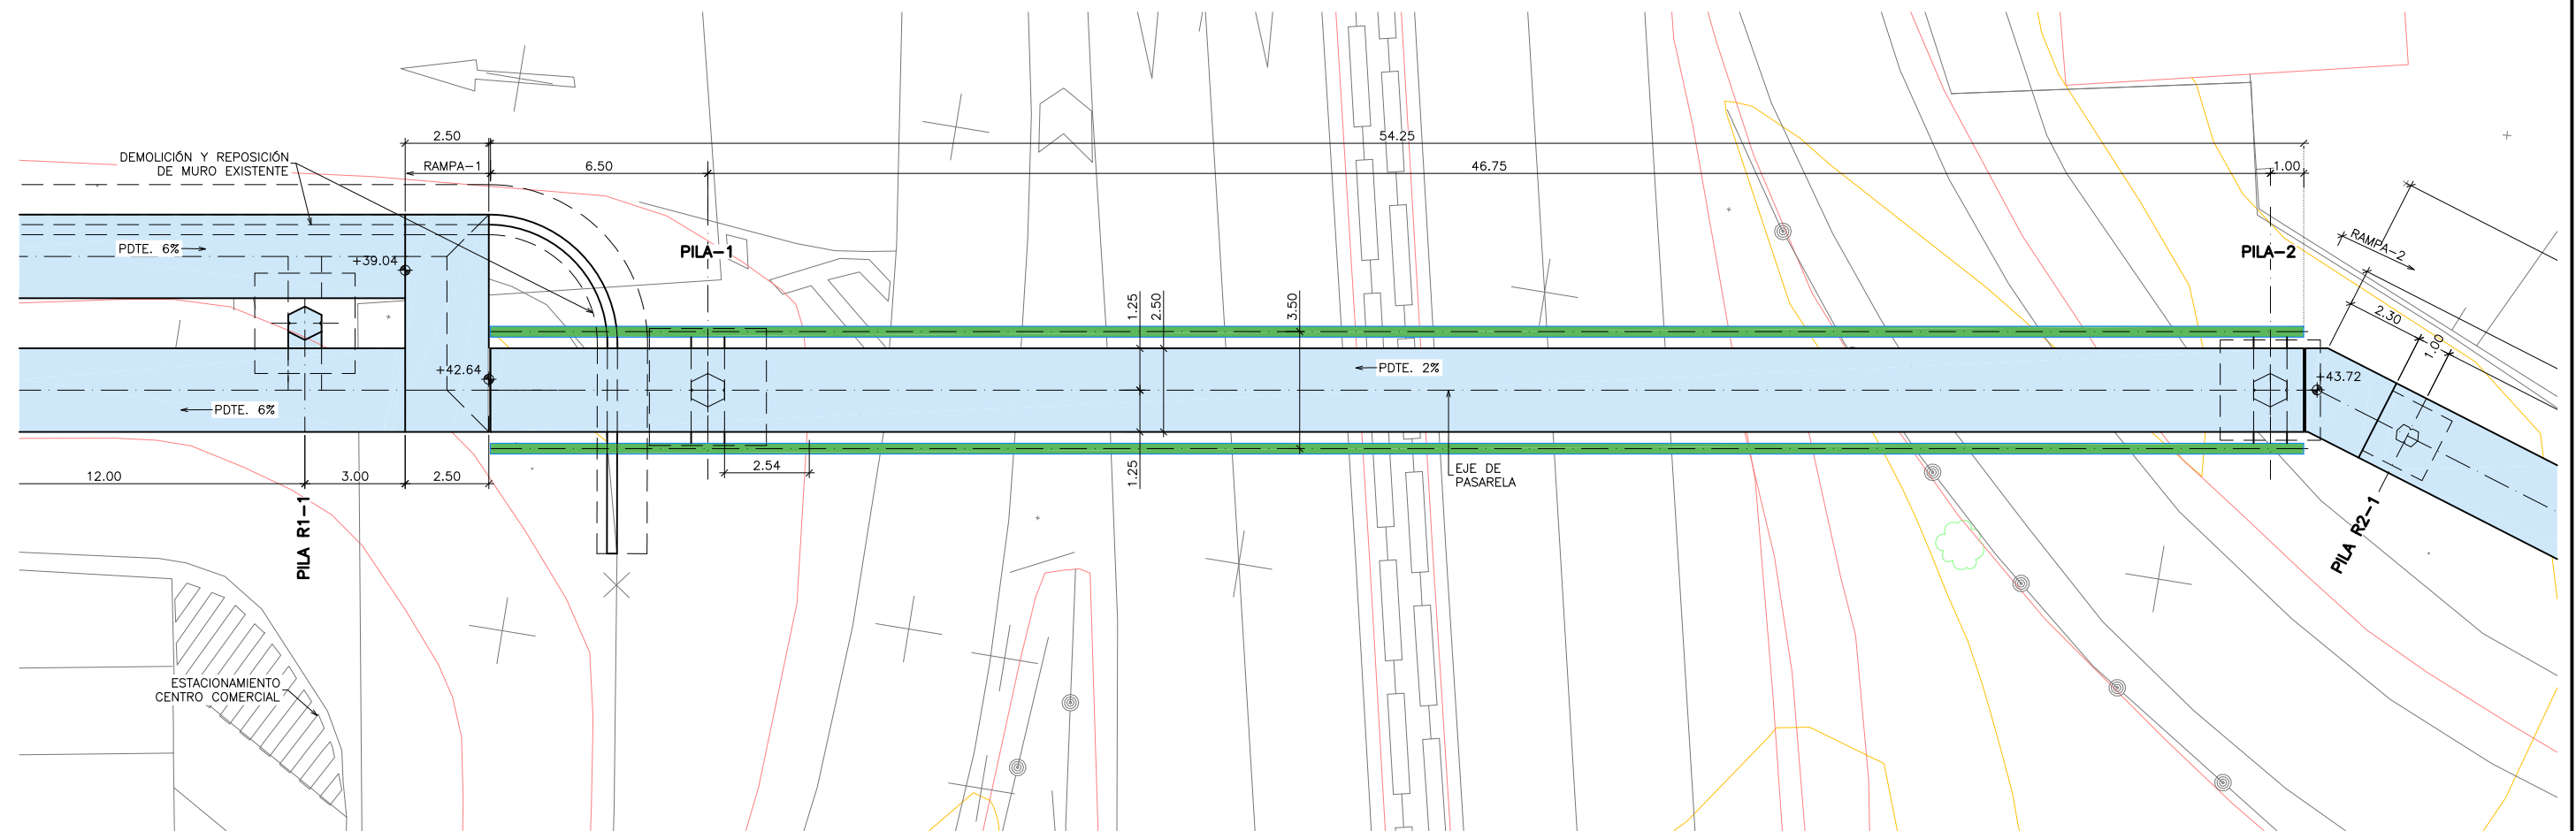 2.50
54.25
DEMOLICIÓN Y REPOSICIÓN
DE MURO EXISTENTE
RAMPA-1
6.50
46.75
1.00
PDTE. 6%
+39.04
PILA-1
PILA-2
RAMPA-2
1.25
2.50
3.50
2.30
1.00
+42.64
PDTE. 2%
+43.72
PDTE. 6%
12.00
3.00
2.50
2.54
1.25
EJE DE
PASARELA
PILA R1-1
PILA R2-1
ESTACIONAMIENTO
CENTRO COMERCIAL